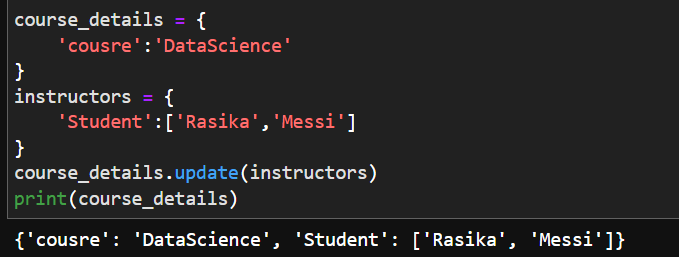 course_details = {
    'cousre':'DataScience'
}
instructors = {
    'Student':['Rasika','Messi']
}
course_details.update(instructors)
print(course_details)
{'cousre': 'DataScience', 'Student': ['Rasika', 'Messi']}